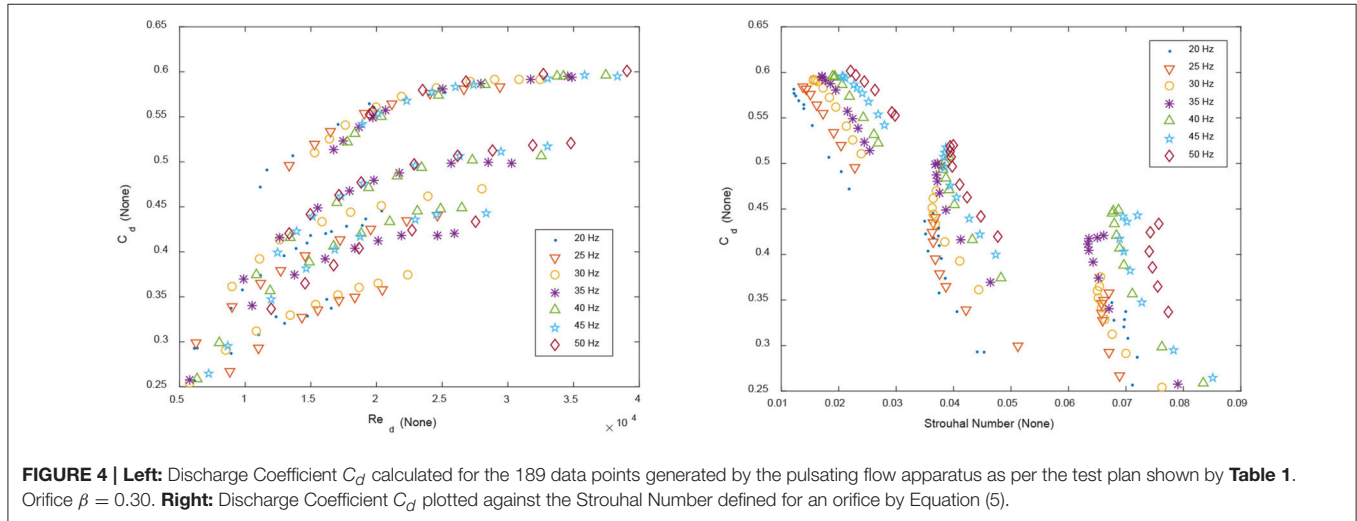 0.65
0.6
0.55
0.5
0.45
0.4
0.35
0.3
0.25
C d (None)
0.5 1 1.5 2 2.5 3 3.5 4
Re d (None)
× 10 4
20 Hz
25 Hz
30 Hz
35 Hz
40 Hz
45 Hz
50 Hz
0.65
0.6
0.55
0.5
0.45
0.4
0.35
0.3
0.25
C d (None)
0.01 0.02 0.03 0.04 0.05 0.06 0.07 0.08 0.09
Strouhal Number (None)
20 Hz
25 Hz
30 Hz
35 Hz
40 Hz
45 Hz
50 Hz
FIGURE 4 | Left: Discharge Coefficient Cd calculated for the 189 data points generated by the pulsating flow apparatus as per the test plan shown by Table 1.
Orifice β = 0.30. Right: Discharge Coefficient Cd plotted against the Strouhal Number defined for an orifice by Equation (5).